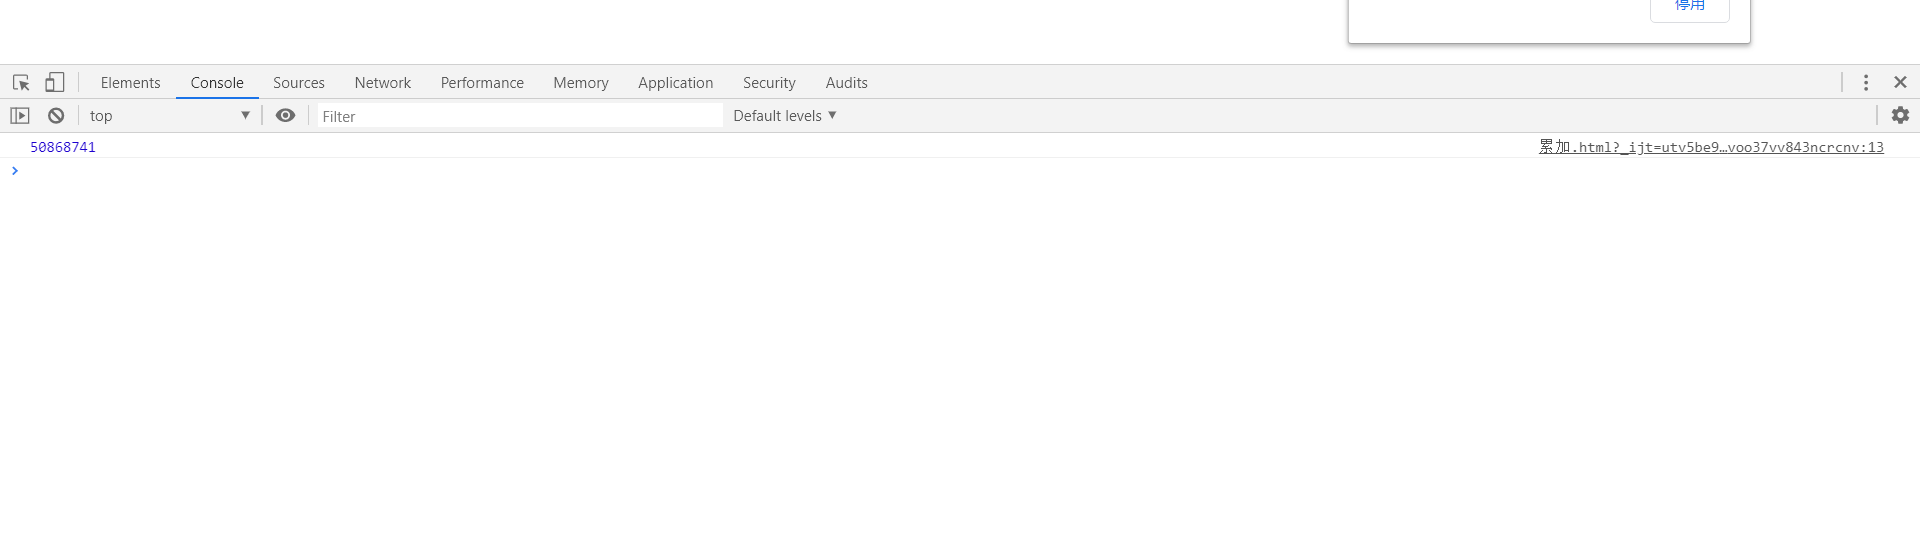 停用
Elements Console Sources Network Performance Memory Application Security Audits
top Filter Default levels
50868741 累加.html?_ijt=utv5be9…voo37vv843ncrcnv:13